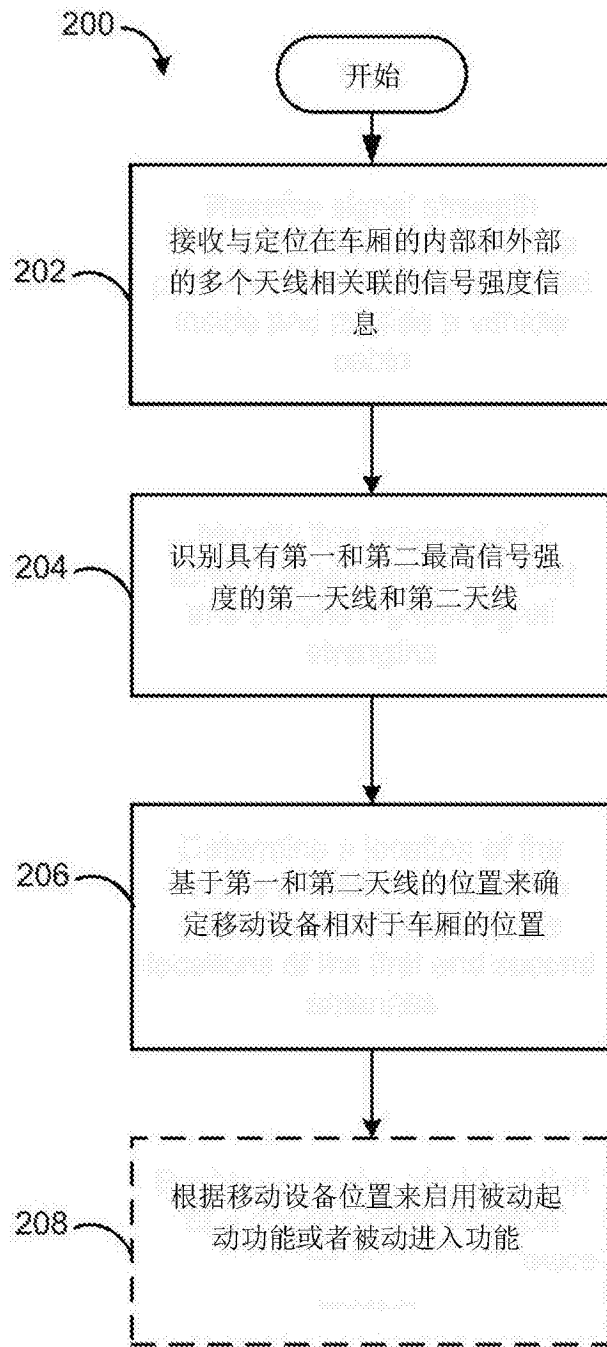 200
开始
202
接收与定位在车厢的内部和外部
的多个天线相关联的信号强度信
息
204
识别具有第一和第二最高信号强
度的第一天线和第二天线
206
基于第一和第二天线的位置来确
定移动设备相对于车厢的位置
208
根据移动设备位置来启用被动起
动功能或者被动进入功能